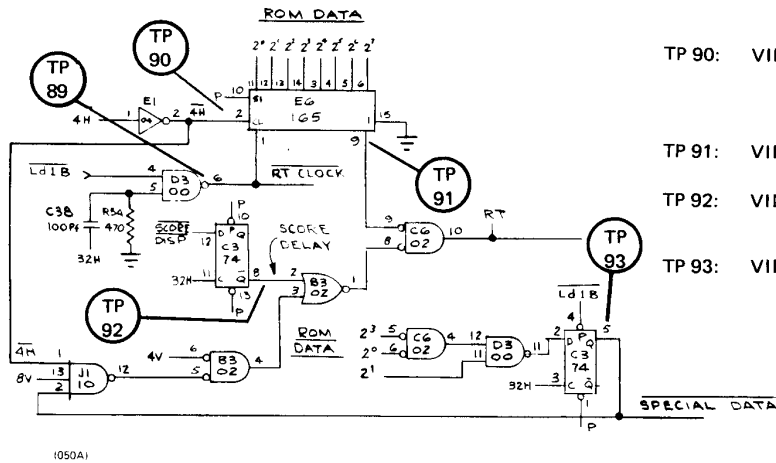 ROM DATA
2⁰ 2¹ 2² 2³ 2⁴ 2⁵ 2⁶ 2⁷
11 12 13 14 3 4 5 6
TP 90
P 10
SI
E6
165
CL
I
15
2
1
9
TP 89
E1
4H 1 2 4H
04
Ld1B 4
D3
00
5
6
RT CLOCK
TP 91
C38
100Pf
R34
470
32H
SCORE
DISP
P
10
12 D P Q
C3
74
32H 11 C Q 8
13
P
SCORE
DELAY
TP 92
2
B3
02
3
1
9
C6
02
8
10
RT
TP 93
4H 1
8V 13
2
J1
10
12
4V 6
B3
02
5
4
ROM
DATA
2³ 5
2⁰ 6
C6
02
4
12
D3
00
11
11
2¹
Ld1B
4
2 D P Q 5
C3
74
32H 3 C Q
1
P
SPECIAL DATA
(050A)
TP 90: VII
TP 91: VII
TP 92: VII
TP 93: VII